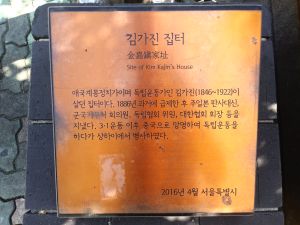 김가진 집터
金嘉鎭家址
Site of Kim Kajin's House
애국계몽정치가이며 독립운동가인 김가진(1846~1922)이
살던 집터이다. 1886년 과거에 급제한 후 주일본 판사대신,
군국기무처 회의원, 독립협회 위원, 대한협회 회장 등을
지냈다. 3·1운동 이후 중국으로 망명하여 독립운동을
하다가 상하이에서 병사하였다.
2016년 4월 서울특별시